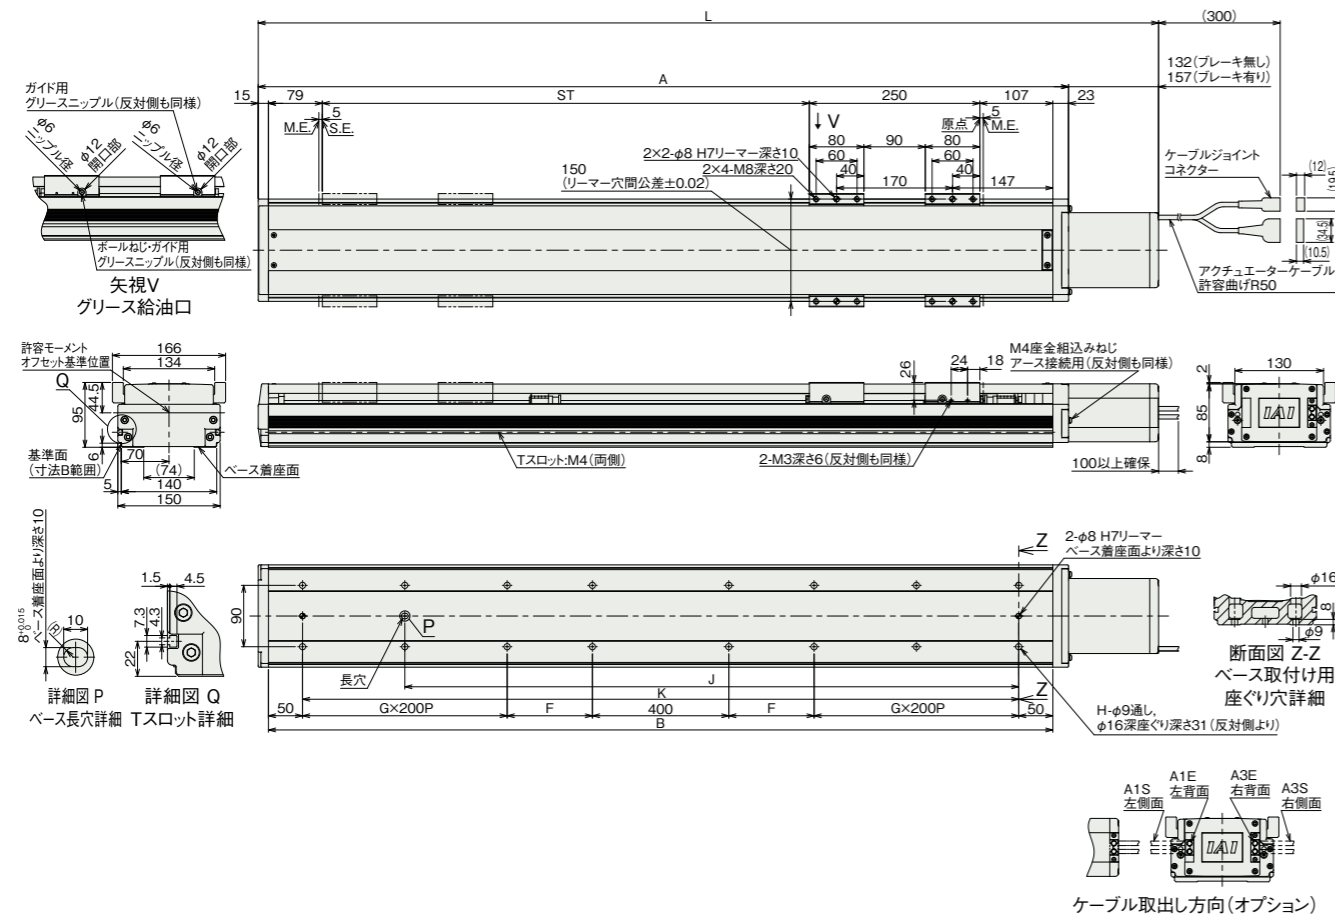 L
(300)
132(ブレーキ無し)
157(ブレーキ有り)
A
15
79
ST
250
107
23
5
M.E.
S.E.
V
80
90
80
原点
5
M.E.
60
60
40
40
2×2-φ8 H7リーマー深さ10
2×4-M8深さ20
150
(リーマー穴間公差±0.02)
170
147
ケーブルジョイント
コネクター
(12)
(19.5)
(34.5)
(10.5)
アクチュエーターケーブル
許容曲げR50
ガイド用
グリースニップル(反対側も同様)
φ6
ニップル径
φ12
開口部
φ6
ニップル径
φ12
開口部
ボールねじ・ガイド用
グリースニップル(反対側も同様)
矢視V
グリース給油口
許容モーメント
オフセット基準位置
166
134
Q
95
44.5
6
基準面
(寸法B範囲)
70
(74)
ベース着座面
5
140
150
26
24
18
M4座金組込みねじ
アース接続用(反対側も同様)
Tスロット:M4(両側)
2-M3深さ6(反対側も同様)
100以上確保
130
2
85
8
IAI
8+0.015 0
ベース着座面より深さ10
10
詳細図 P
ベース長穴詳細
1.5
4.5
7.3
4.3
22
詳細図 Q
Tスロット詳細
90
P
長穴
Z
2-φ8 H7リーマー
ベース着座面より深さ10
J
K
Z
50
G×200P
F
400
F
G×200P
50
B
H-φ9通し,
φ16深座ぐり深さ31(反対側より)
φ16
8
φ9
断面図 Z-Z
ベース取付け用
座ぐり穴詳細
A1S
左側面
A1E
左背面
A3E
右背面
A3S
右側面
IAI
ケーブル取出し方向(オプション)